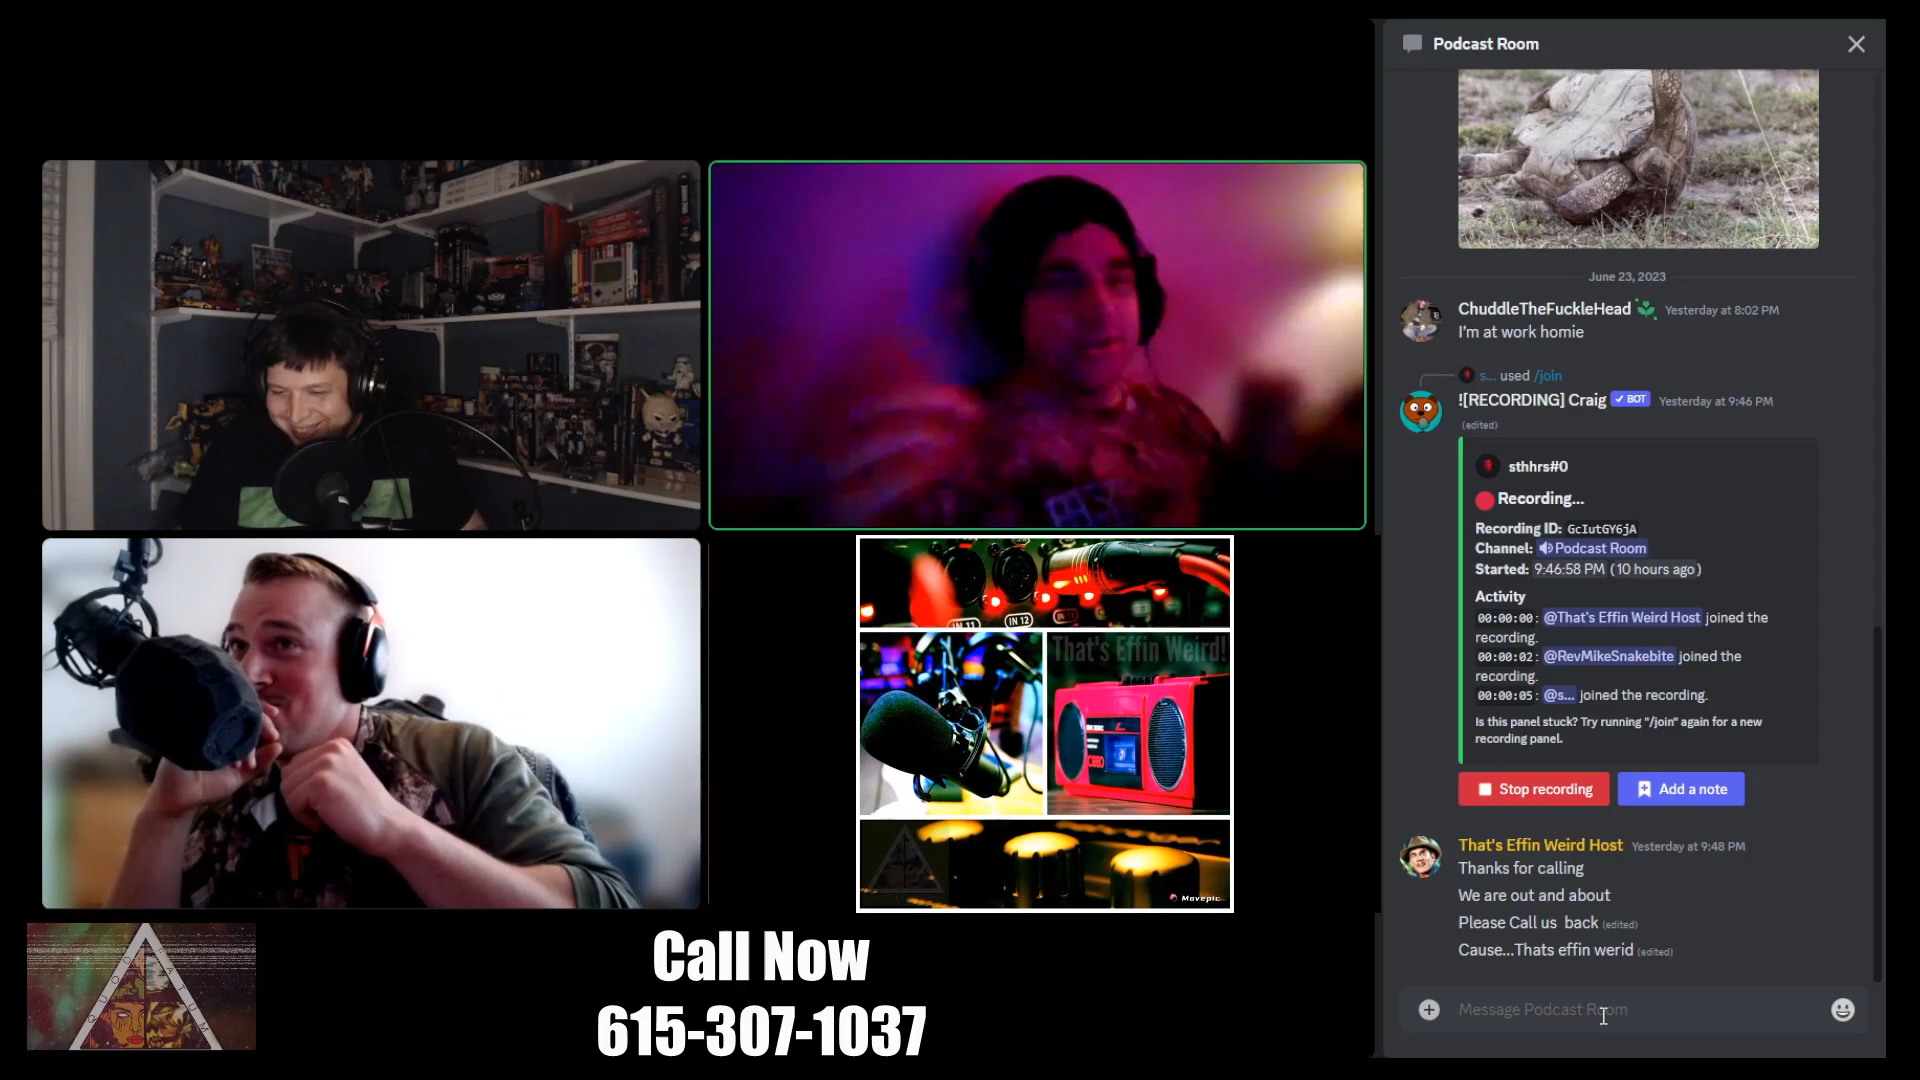 Podcast Room
June 23, 2023
ChuddleTheFuckleHead Yesterday at 8:02 PM
I'm at work homie
s... used /join
![RECORDING] Craig BOT Yesterday at 9:46 PM
(edited)
sthhrs#0
Recording...
Recording ID: GcIutGY6jA
Channel: Podcast Room
Started: 9:46:58 PM (10 hours ago)
Activity
00:00:00: @That's Effin Weird Host joined the
recording.
00:00:02: @RevMikeSnakebite joined the
recording.
00:00:05: @s... joined the recording.
Is this panel stuck? Try running "/join" again for a new
recording panel.
Stop recording
Add a note
That's Effin Weird Host Yesterday at 9:48 PM
Thanks for calling
We are out and about
Please Call us back (edited)
Cause...Thats effin werid (edited)
Message Podcast Room
IN 11
IN 12
That's Effin Weird!
Movepic
QUOD
ATUM
Call Now
615-307-1037